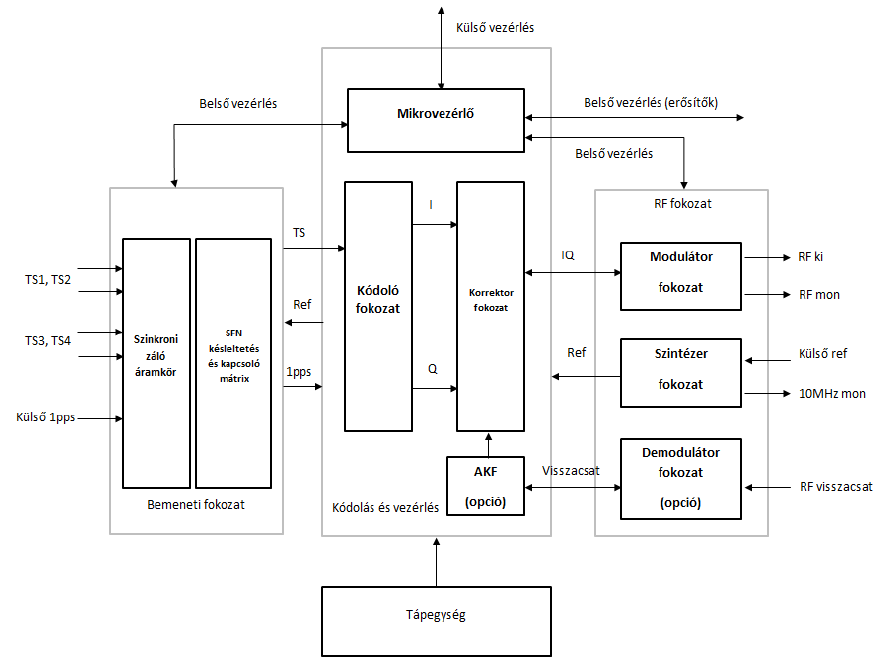 Külső vezérlés
Belső vezérlés
Mikrovezérlő
Belső vezérlés (erősítők)
Belső vezérlés
TS1, TS2
TS3, TS4
Külső 1pps
Szinkroni
záló
áramkör
SFN
késleltetés
és kapcsoló
mátrix
Bemeneti fokozat
TS
Ref
1pps
Kódoló
fokozat
I
Q
Korrektor
fokozat
AKF
(opció)
Kódolás és vezérlés
IQ
Ref
Visszacsat
RF fokozat
Modulátor
fokozat
Szintézer
fokozat
Demodulátor
fokozat
(opció)
RF ki
RF mon
Külső ref
10MHz mon
RF visszacsat
Tápegység